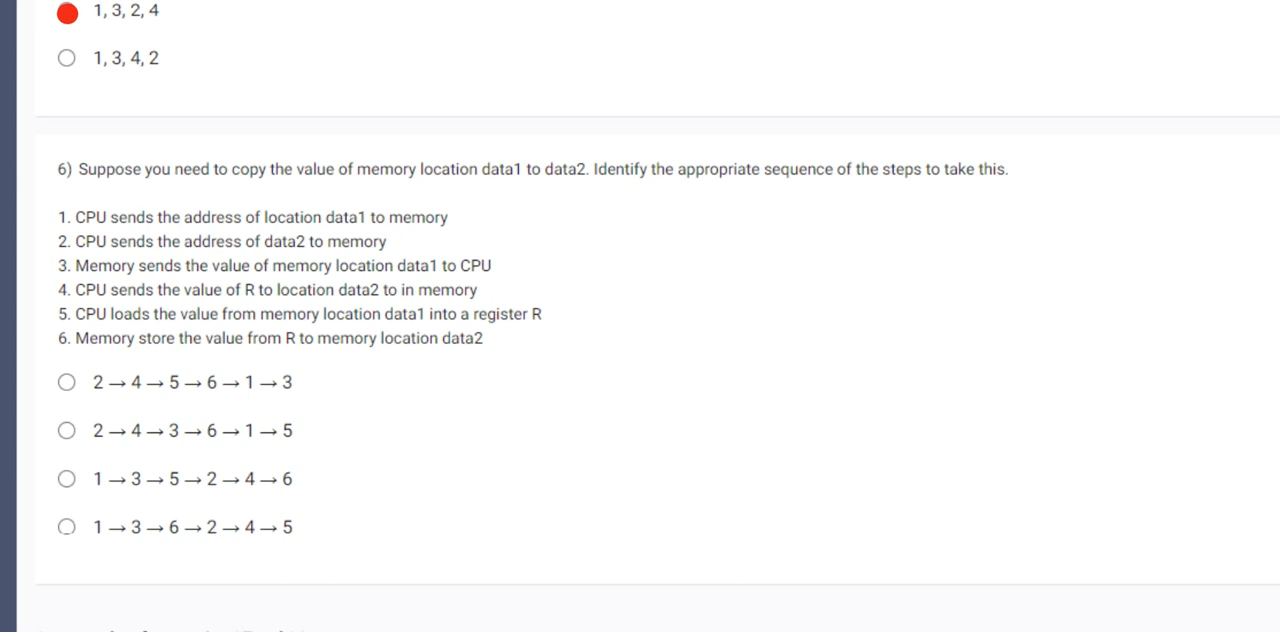 1, 3, 2, 4
1, 3, 4, 2
6) Suppose you need to copy the value of memory location data1 to data2. Identify the appropriate sequence of the steps to take this.
1. CPU sends the address of location data1 to memory
2. CPU sends the address of data2 to memory
3. Memory sends the value of memory location data1 to CPU
4. CPU sends the value of R to location data2 to in memory
5. CPU loads the value from memory location data1 into a register R
6. Memory store the value from R to memory location data2
2 → 4 → 5 → 6 → 1 → 3
2 → 4 → 3 → 6 → 1 → 5
1 → 3 → 5 → 2 → 4 → 6
1 → 3 → 6 → 2 → 4 → 5